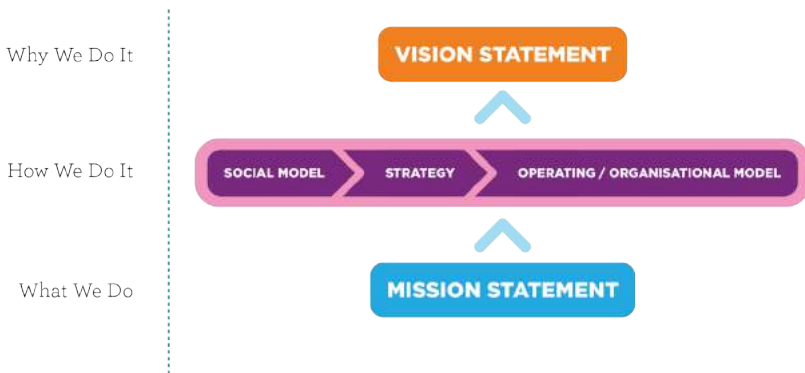 Why We Do It
VISION STATEMENT
How We Do It
SOCIAL MODEL
STRATEGY
OPERATING / ORGANISATIONAL MODEL
What We Do
MISSION STATEMENT